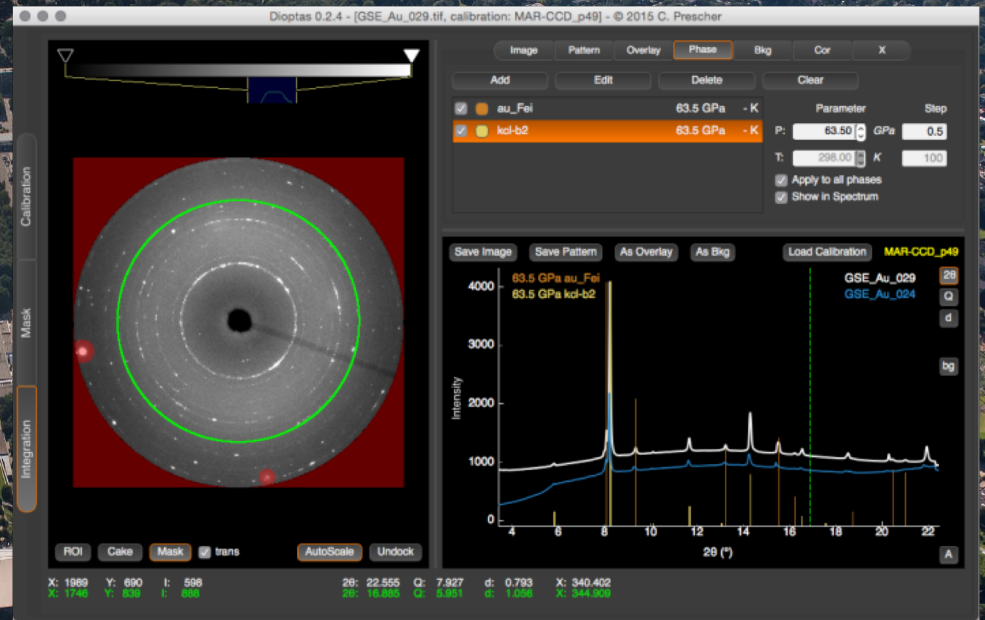 Dioptas 0.2.4 - [GSE_Au_029.tif, calibration: MAR-CCD_p49] - © 2015 C. Prescher
Image Pattern Overlay Phase Bkg Cor X
Add Edit Delete Clear
au_Fei 63.5 GPa - K
kcl-b2 63.5 GPa - K
Parameter Step
P: 63.50 GPa 0.5
T: 298.00 K 100
Apply to all phases
Show in Spectrum
Calibration
Mask
Integration
Save Image Save Pattern As Overlay As Bkg Load Calibration MAR-CCD_p49
63.5 GPa au_Fei
63.5 GPa kcl-b2
GSE_Au_029
GSE_Au_024
2θ
Q
d
bg
Intensity
4000
3000
2000
1000
0
4 6 8 10 12 14 16 18 20 22
2θ (°)
A
ROI Cake Mask trans AutoScale Undock
X: 1989 Y: 690 I: 598 2θ: 22.555 Q: 7.927 d: 0.793 X: 340.402
X: 1746 Y: 839 I: 888 2θ: 16.885 Q: 5.951 d: 1.056 X: 344.909